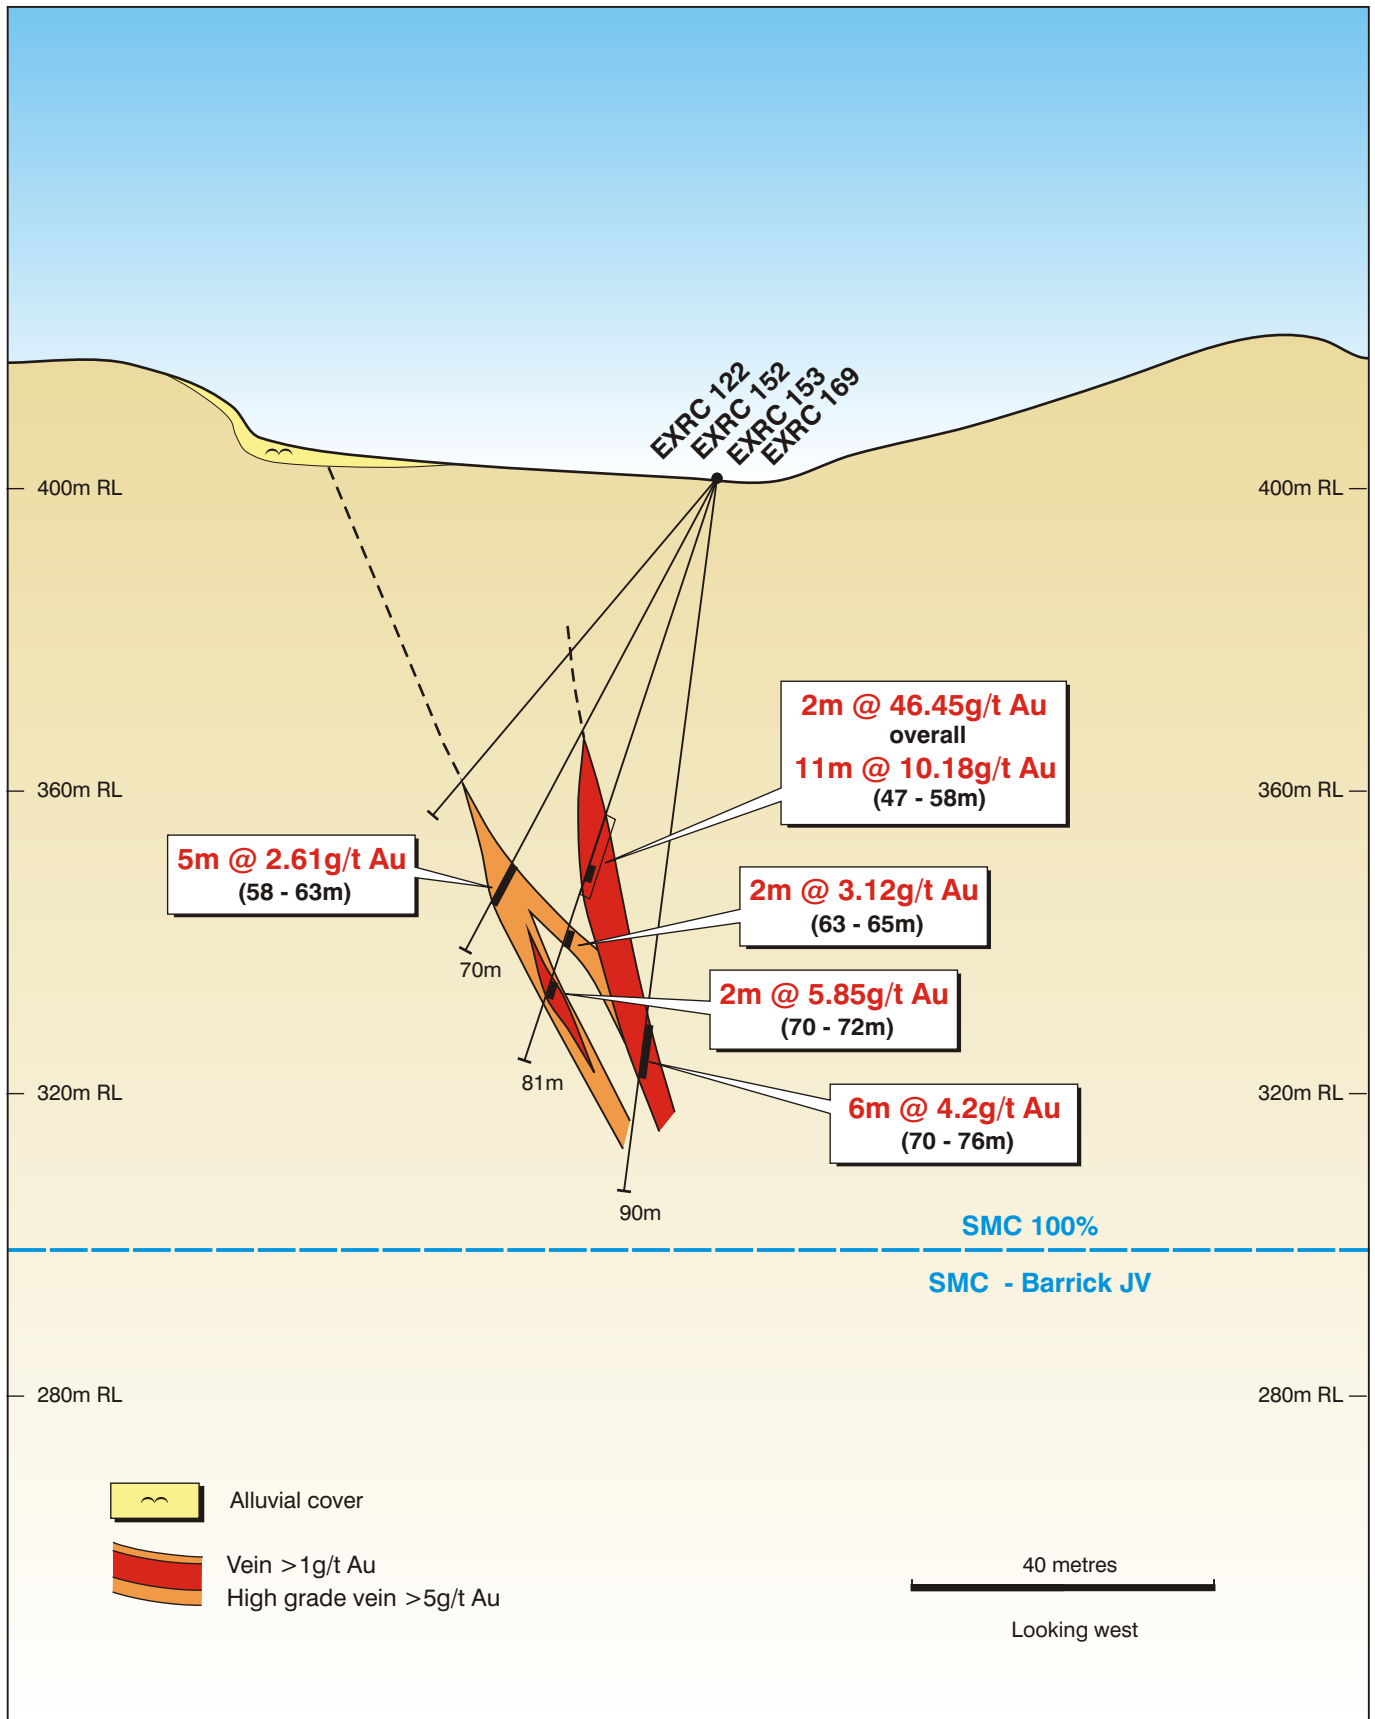 EXRC 122
EXRC 152
EXRC 153
EXRC 169
400m RL
400m RL
2m @ 46.45g/t Au
overall
11m @ 10.18g/t Au
(47 - 58m)
360m RL
360m RL
5m @ 2.61g/t Au
(58 - 63m)
2m @ 3.12g/t Au
(63 - 65m)
70m
2m @ 5.85g/t Au
(70 - 72m)
81m
320m RL
320m RL
6m @ 4.2g/t Au
(70 - 76m)
90m
SMC 100%
SMC - Barrick JV
280m RL
280m RL
Alluvial cover
Vein >1g/t Au
High grade vein >5g/t Au
40 metres
Looking west